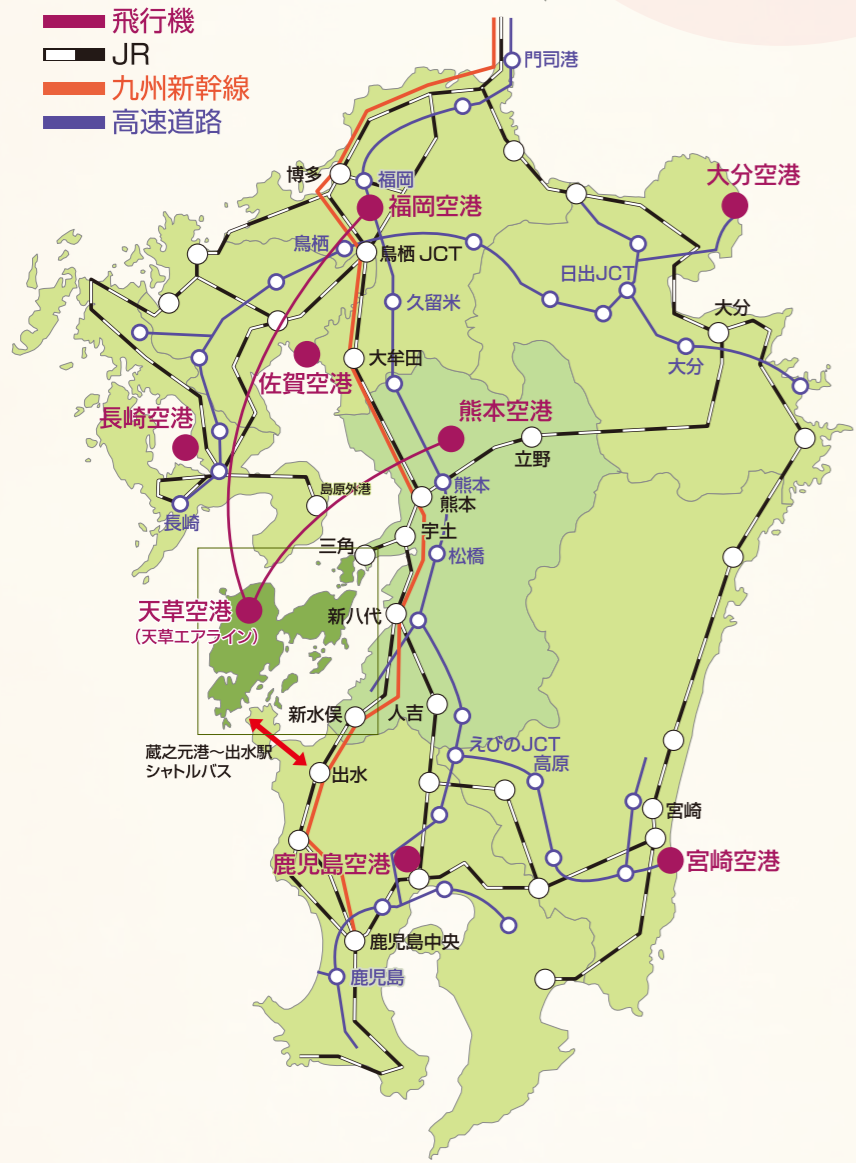 飛行機
JR
九州新幹線
高速道路
門司港
博多
福岡
福岡空港
大分空港
鳥栖
鳥栖 JCT
日出JCT
久留米
大分
大牟田
大分
佐賀空港
長崎空港
熊本空港
立野
島原外港
熊本
熊本
長崎
宇土
三角
松橋
天草空港
(天草エアライン)
新八代
新水俣
人吉
蔵之元港〜出水駅
シャトルバス
えびのJCT
高原
出水
宮崎
鹿児島空港
宮崎空港
鹿児島中央
鹿児島